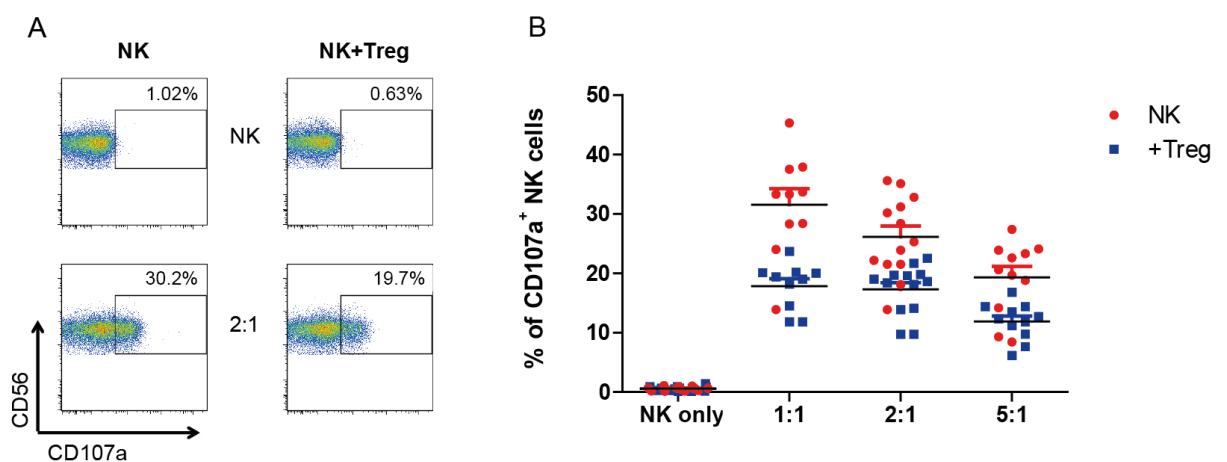 A
NK
NK+Treg
1.02%
NK
0.63%
30.2%
2:1
19.7%
CD56
CD107a
B
% of CD107a⁺ NK cells
50
40
30
20
10
0
NK only
1:1
2:1
5:1
NK
+Treg